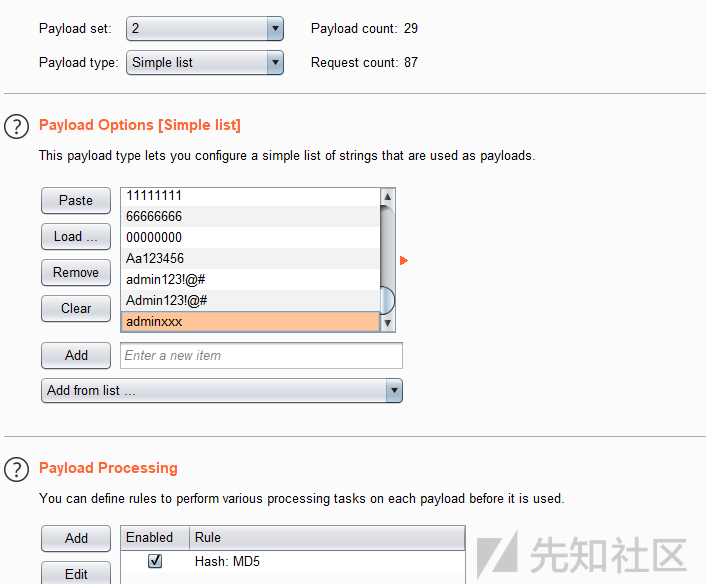 Payload set: 2 Payload count: 29
Payload type: Simple list Request count: 87
? Payload Options [Simple list]
This payload type lets you configure a simple list of strings that are used as payloads.
Paste
Load ...
Remove
Clear
11111111
66666666
00000000
Aa123456
admin123!@#
Admin123!@#
adminxxx
Add Enter a new item
Add from list ...
? Payload Processing
You can define rules to perform various processing tasks on each payload before it is used.
Add Enabled Rule
Edit Hash: MD5
先知社区